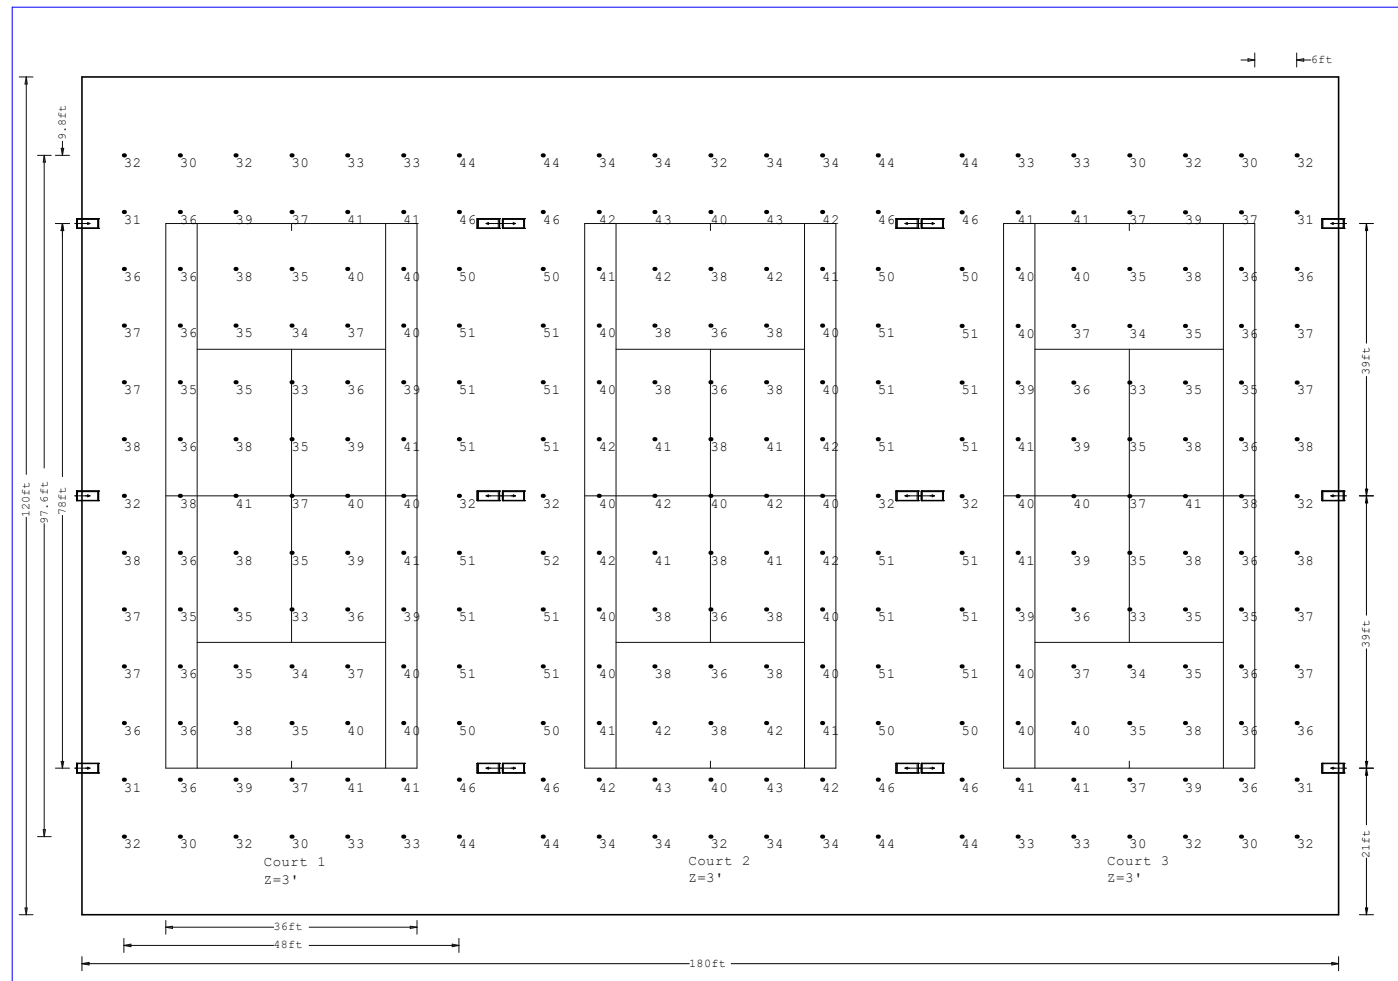 6ft
9.8ft
32 30 32 30 33 33 44 44 34 34 32 34 34 44 44 33 33 30 32 30 32
31 36 39 37 41 41 46 46 42 43 40 43 42 46 46 41 41 37 39 37 31
36 36 38 35 40 40 50 50 41 42 38 42 41 50 50 40 40 35 38 36 36
37 36 35 34 37 40 51 51 40 38 36 38 40 51 51 40 37 34 35 36 37
39ft
37 35 35 33 36 39 51 51 40 38 36 38 40 51 51 39 36 33 35 35 37
38 36 38 35 39 41 51 51 42 41 38 41 42 51 51 41 39 35 38 36 38
120ft
97.6ft
78ft
32 38 41 37 40 40 32 32 40 42 40 42 40 32 32 40 40 37 41 38 32
38 36 38 35 39 41 51 52 42 41 38 41 42 51 51 41 39 35 38 36 38
37 35 35 33 36 39 51 51 40 38 36 38 40 51 51 39 36 33 35 35 37
39ft
37 36 35 34 37 40 51 51 40 38 36 38 40 51 51 40 37 34 35 36 37
36 36 38 35 40 40 50 50 41 42 38 42 41 50 50 40 40 35 38 36 36
31 36 39 37 41 41 46 46 42 43 40 43 42 46 46 41 41 37 39 36 31
32 30 32 30 33 33 44 44 34 34 32 34 34 44 44 33 33 30 32 30 32
21ft
Court 1
Z=3'
Court 2
Z=3'
Court 3
Z=3'
36ft
48ft
180ft